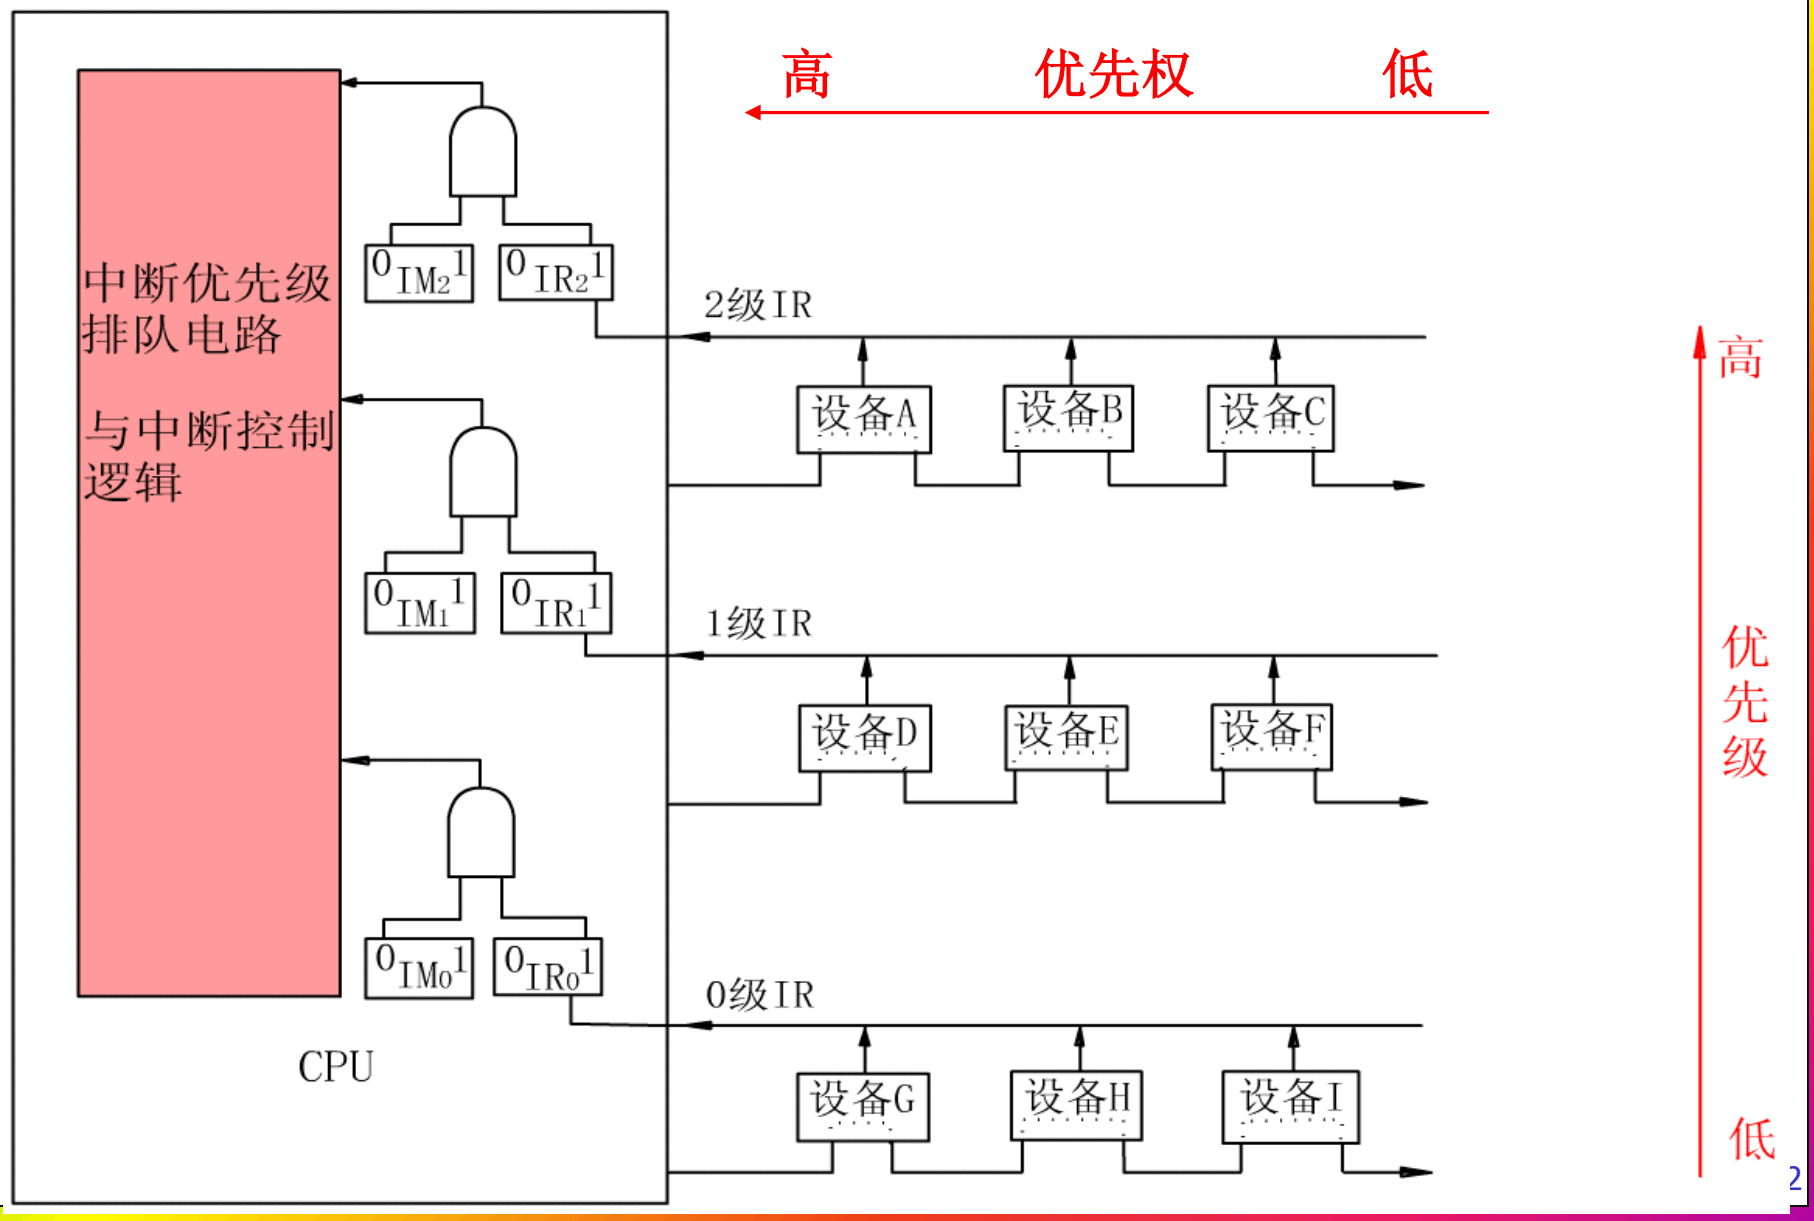 高 优先权 低
0 IM2 1
0 IR2 1
中断优先级
排队电路
与中断控制
逻辑
2级IR
高
设备A 设备B 设备C
0 IM1 1
0 IR1 1
1级IR
优先级
设备D 设备E 设备F
0 IM0 1
0 IR0 1
0级IR
CPU
设备G 设备H 设备I
低
2